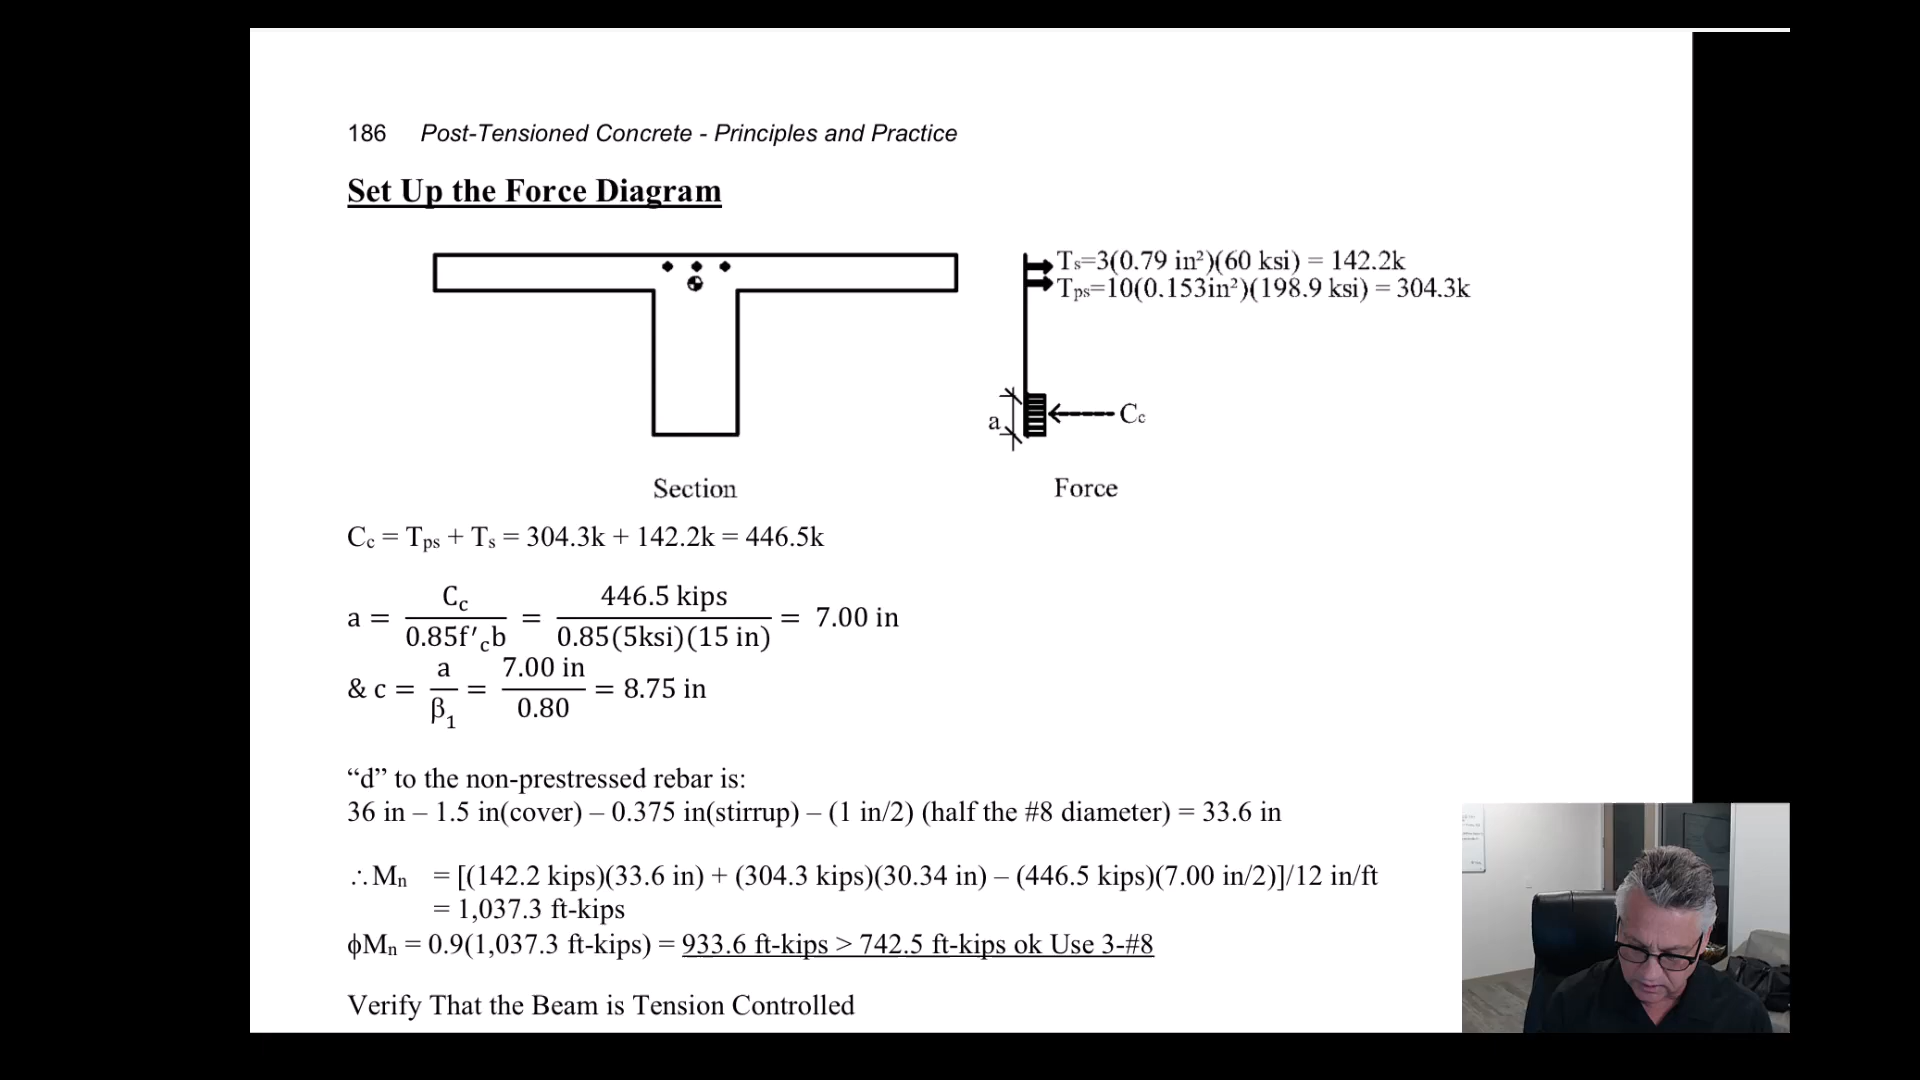 186 Post-Tensioned Concrete - Principles and Practice
Set Up the Force Diagram
Ts=3(0.79 in²)(60 ksi) = 142.2k
Tps=10(0.153in²)(198.9 ksi) = 304.3k
a
Cc
Section
Force
Cc = Tps + Ts = 304.3k + 142.2k = 446.5k
a = Cc / 0.85f′cb = 446.5 kips / 0.85(5ksi)(15 in) = 7.00 in
& c = a / β1 = 7.00 in / 0.80 = 8.75 in
“d” to the non-prestressed rebar is:
36 in – 1.5 in(cover) – 0.375 in(stirrup) – (1 in/2) (half the #8 diameter) = 33.6 in
∴Mn = [(142.2 kips)(33.6 in) + (304.3 kips)(30.34 in) – (446.5 kips)(7.00 in/2)]/12 in/ft
= 1,037.3 ft-kips
ϕMn = 0.9(1,037.3 ft-kips) = 933.6 ft-kips > 742.5 ft-kips ok Use 3-#8
Verify That the Beam is Tension Controlled